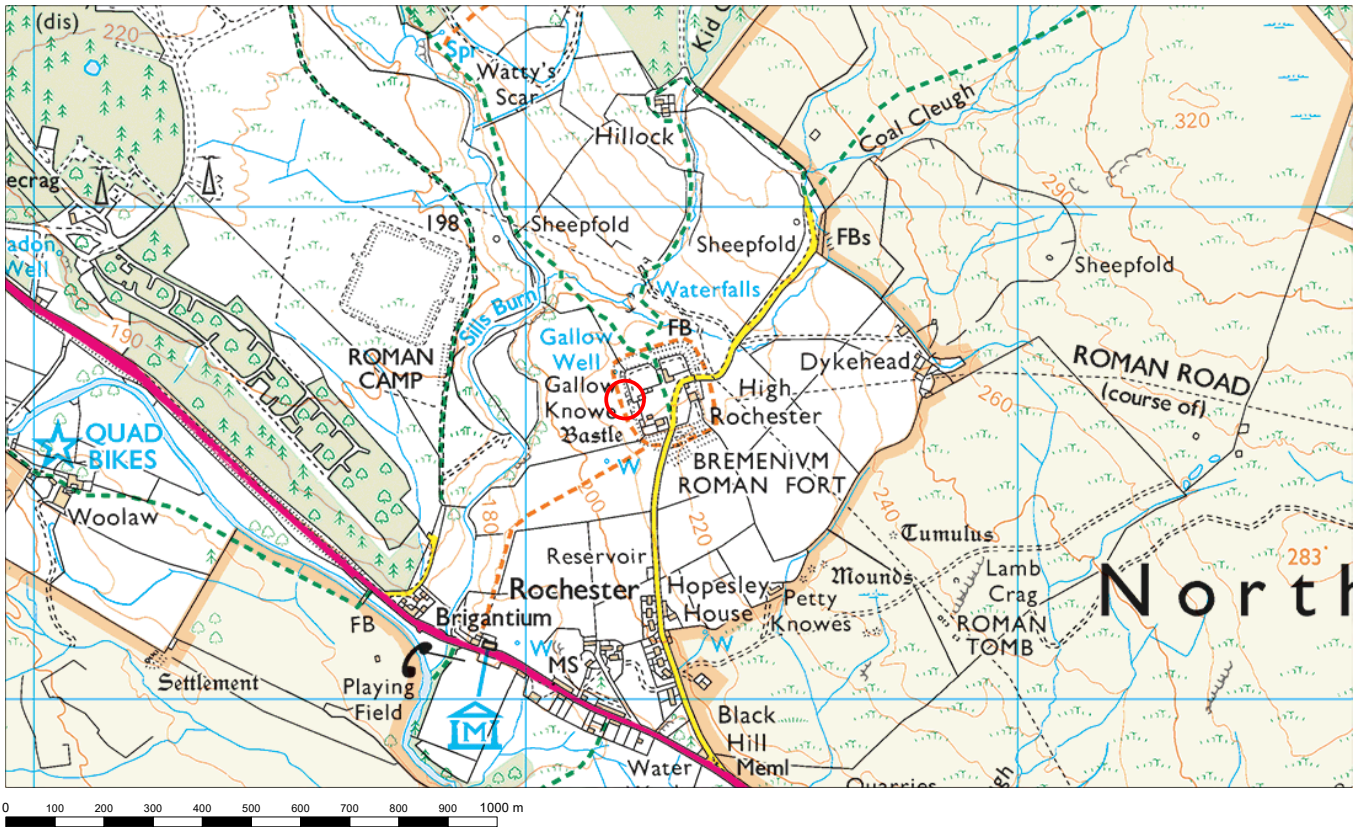 (dis)
220
Spr
Watty's
Scar
Kid
Hillock
Coal Cleugh
320
290
ecrag
198
Sheepfold
Sheepfold
FBs
Sheepfold
adon
Well
190
Sills Burn
Waterfalls
Gallow
Well
FB
ROMAN
CAMP
Gallow
Knowe
Bastle
High
Rochester
Dykehead
ROMAN ROAD
(course of)
260
QUAD
BIKES
W
BREMENIVM
ROMAN FORT
200
220
240
180
Woolaw
Tumulus
Reservoir
Mounds
283
Rochester
Hopesley
House
Petty
Knowes
Lamb
Crag
ROMAN
TOMB
North
FB
Brigantium
W
W
MS
Settlement
Playing
Field
M
Black
Hill
Meml
Water
Quarries
gh
0 100 200 300 400 500 600 700 800 900 1000 m